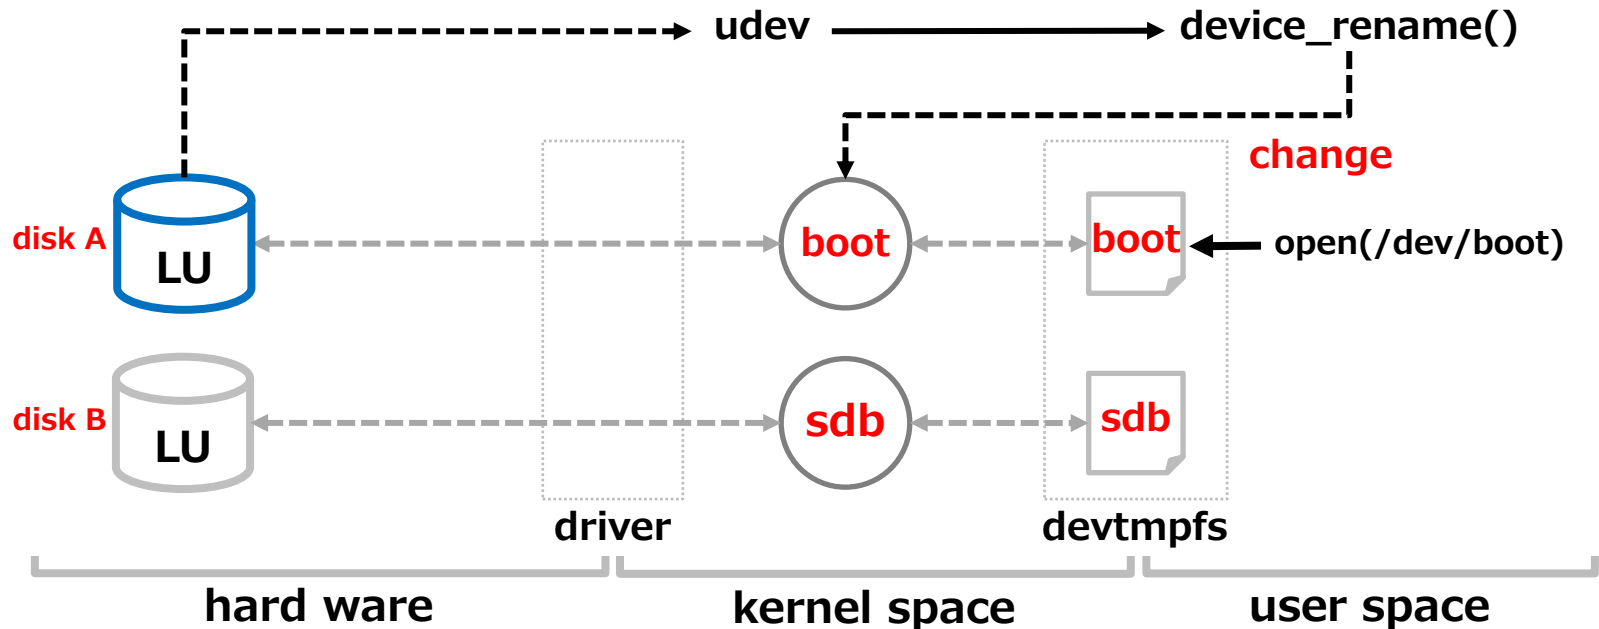 udev
device_rename()
change
disk A
LU
boot
boot
open(/dev/boot)
disk B
LU
sdb
sdb
driver
devtmpfs
hard ware
kernel space
user space